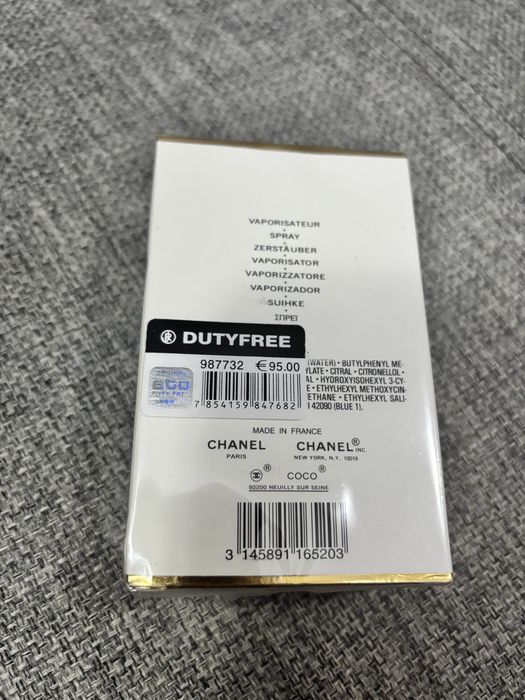 VAPORISATEUR
SPRAY
ZERSTÄUBER
VAPORISATOR
VAPORIZZATORE
VAPORIZADOR
SUIHKE
ΣΠΡΕΪ
R DUTYFREE
987732 €95.00
7 854159 847682
(WATER) • BUTYLPHENYL ME-
YLATE • CITRAL • CITRONELLOL •
AL • HYDROXYISOHEXYL 3-CY-
E • ETHYLHEXYL METHOXYCIN-
ETHANE • ETHYLHEXYL SALI-
I 42090 (BLUE 1).
MADE IN FRANCE
CHANEL CHANEL® INC.
PARIS NEW YORK, N.Y. 10019
® COCO®
92200 NEUILLY SUR SEINE
3 145891 165203